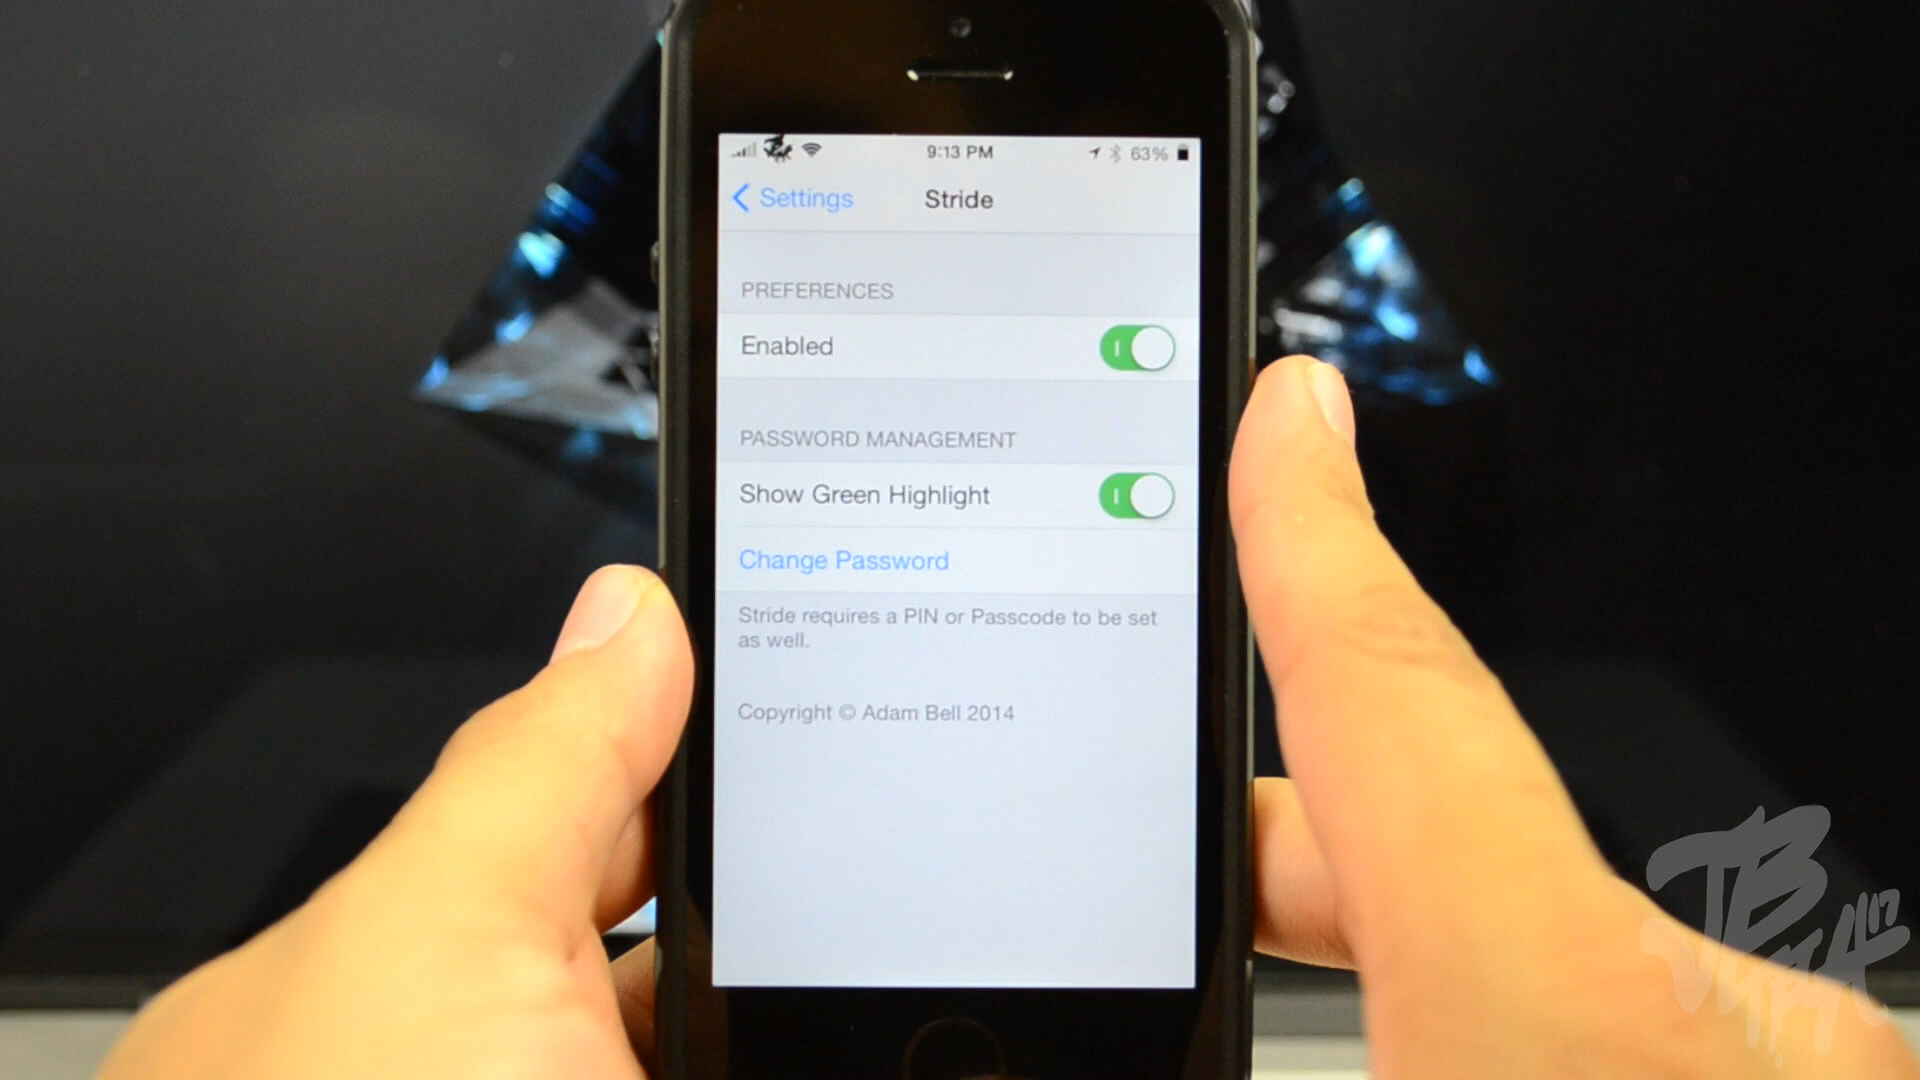 9:13 PM 63%
Settings Stride
PREFERENCES
Enabled
PASSWORD MANAGEMENT
Show Green Highlight
Change Password
Stride requires a PIN or Passcode to be set
as well.
Copyright © Adam Bell 2014